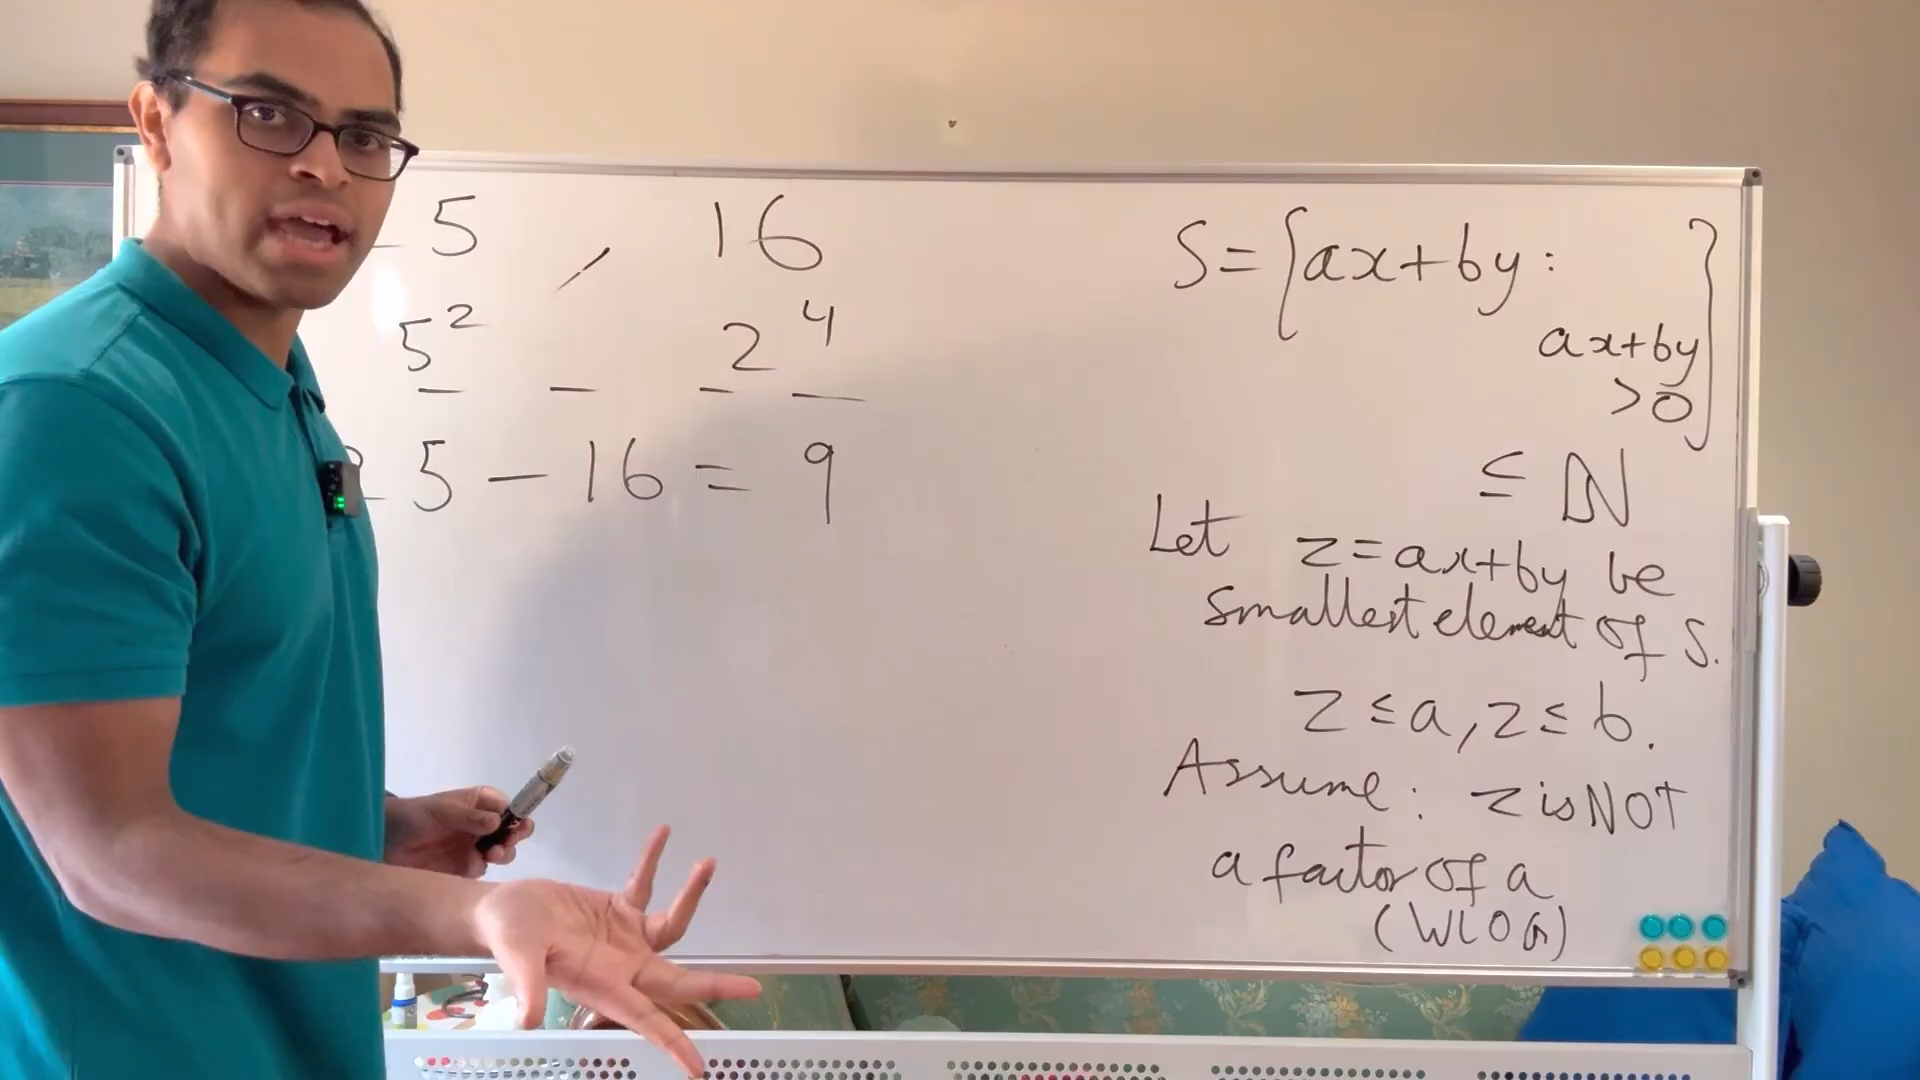 5 , 16
5² 2⁴
5 - 16 = 9
S = {ax+by :
ax+by
>0}
⊆ ℕ
Let z=ax+by be
smallest element of S.
z ≤ a, z ≤ b.
Assume : z is NOT
a factor of a
(WLOG)